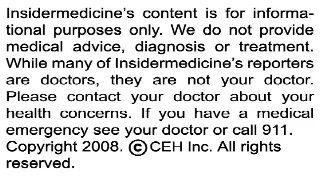 Insidermedicine's content is for informa-
tional purposes only. We do not provide
medical advice, diagnosis or treatment.
While many of Insidermedicine's reporters
are doctors, they are not your doctor.
Please contact your doctor about your
health concerns. If you have a medical
emergency see your doctor or call 911.
Copyright 2008. ©CEH Inc. All rights
reserved.